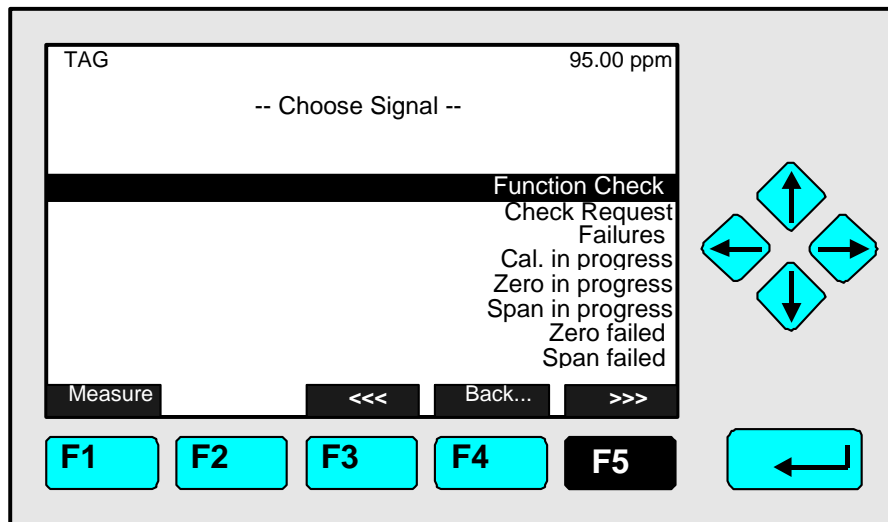 TAG 95.00 ppm
-- Choose Signal --
Function Check
Check Request
Failures
Cal. in progress
Zero in progress
Span in progress
Zero failed
Span failed
Measure <<< Back... >>>
F1 F2 F3 F4 F5